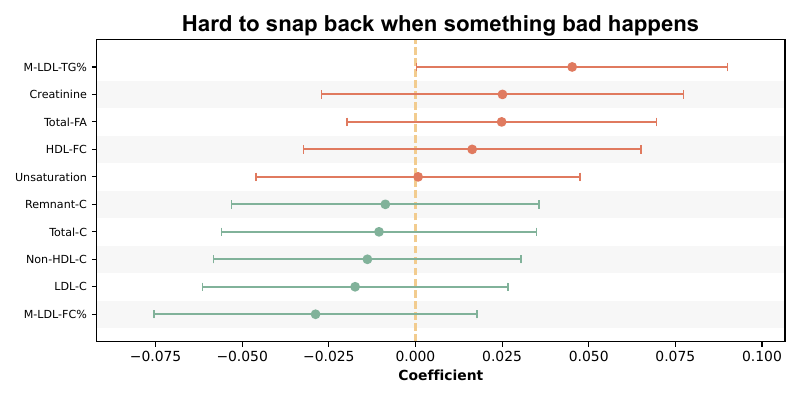 Hard to snap back when something bad happens
M-LDL-TG%
Creatinine
Total-FA
HDL-FC
Unsaturation
Remnant-C
Total-C
Non-HDL-C
LDL-C
M-LDL-FC%
−0.075 −0.050 −0.025 0.000 0.025 0.050 0.075 0.100
Coefficient